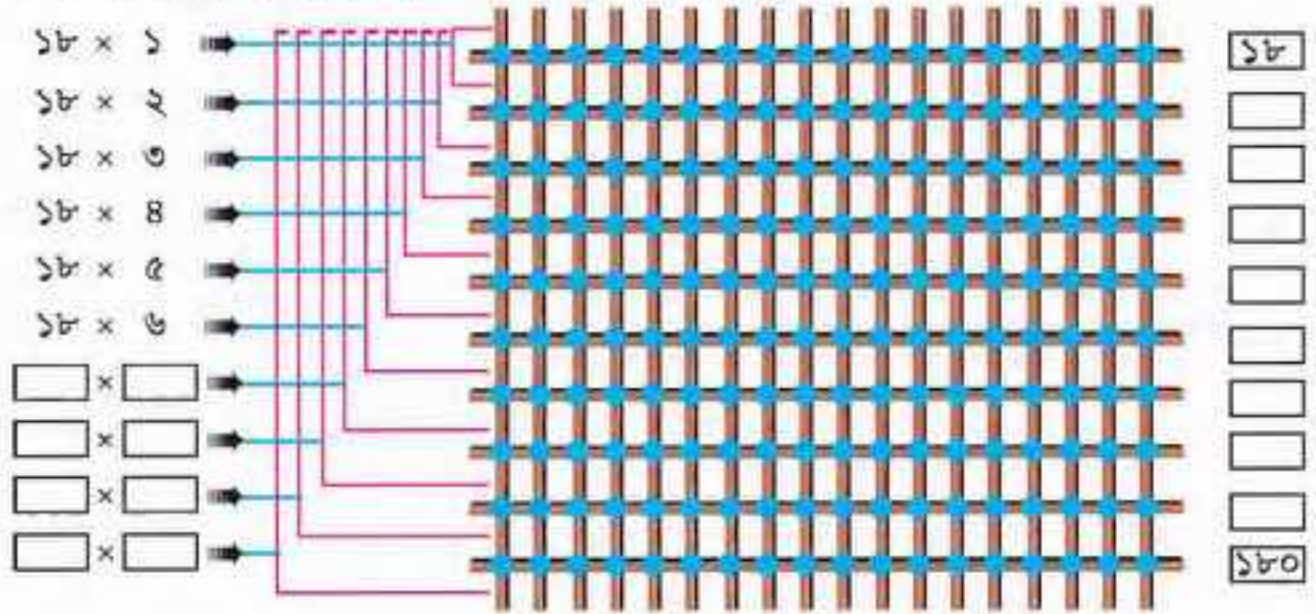 ১৮ × ১ ১৮
১৮ × ২
১৮ × ৩
১৮ × ৪
১৮ × ৫
১৮ × ৬
×
×
×
× ১৮০